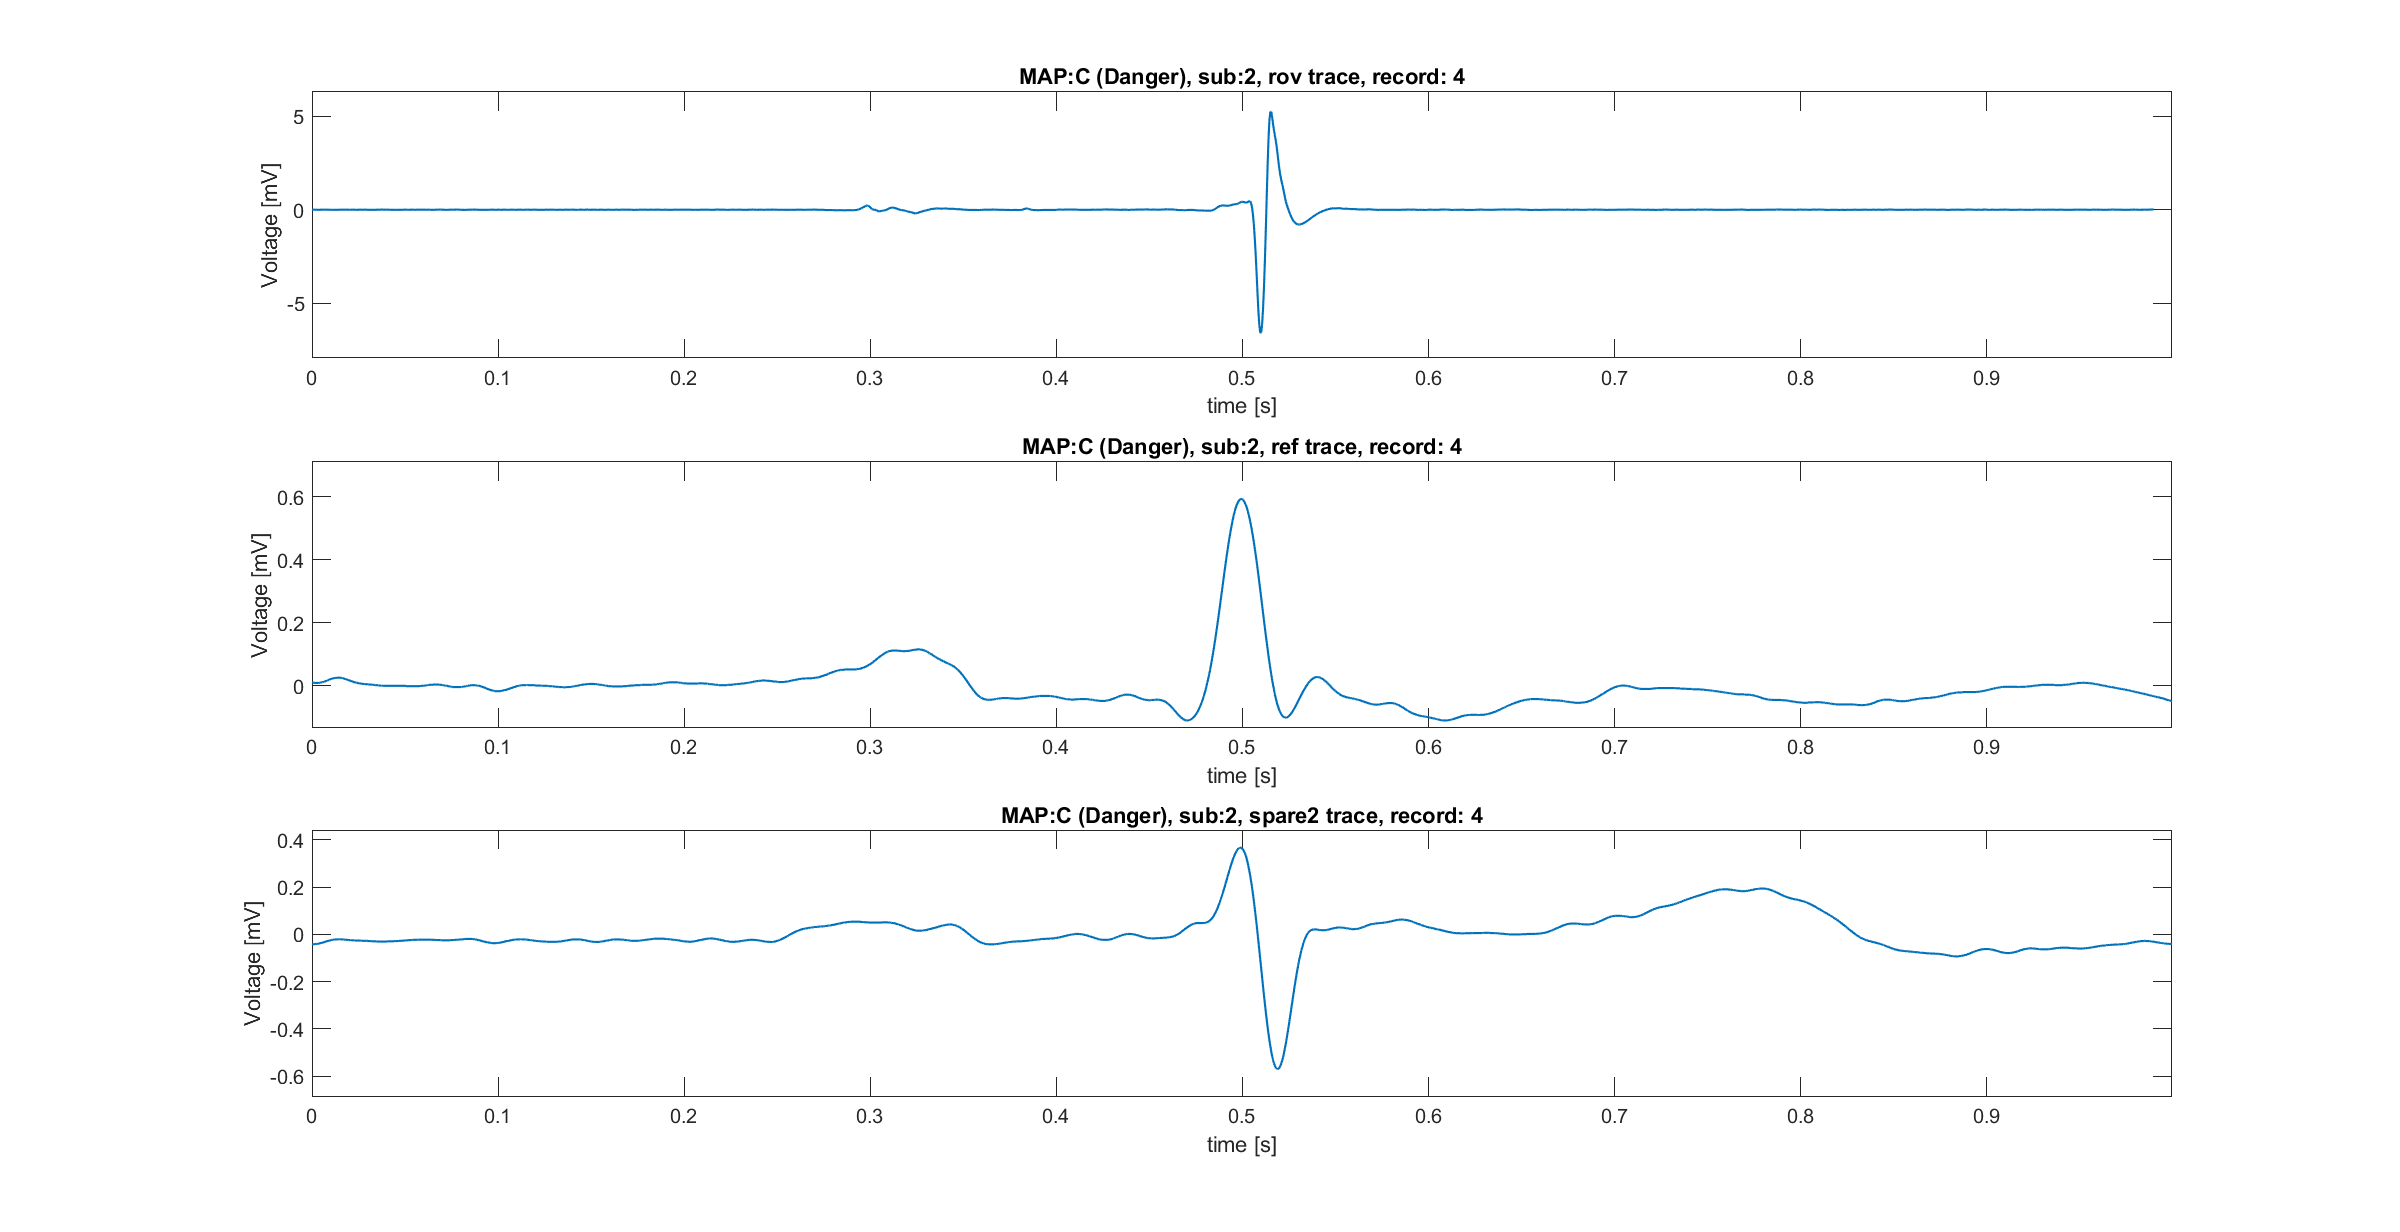 MAP:C (Danger), sub:2, rov trace, record: 4
Voltage [mV]
5
0
-5
0 0.1 0.2 0.3 0.4 0.5 0.6 0.7 0.8 0.9
time [s]
MAP:C (Danger), sub:2, ref trace, record: 4
Voltage [mV]
0.6
0.4
0.2
0
0 0.1 0.2 0.3 0.4 0.5 0.6 0.7 0.8 0.9
time [s]
MAP:C (Danger), sub:2, spare2 trace, record: 4
Voltage [mV]
0.4
0.2
0
-0.2
-0.4
-0.6
0 0.1 0.2 0.3 0.4 0.5 0.6 0.7 0.8 0.9
time [s]